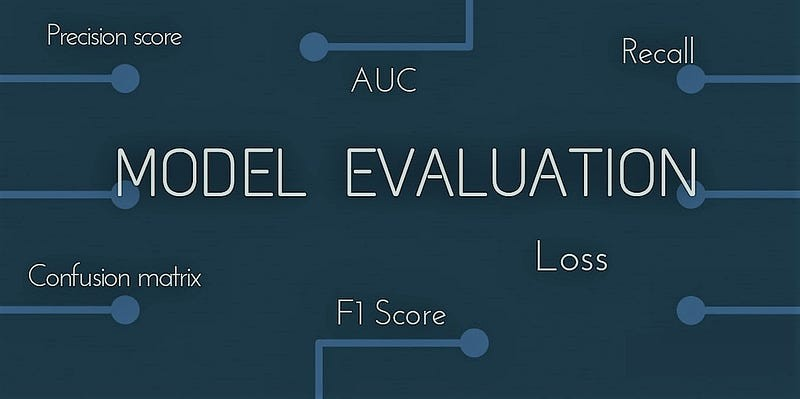 Precision score
AUC
Recall
MODEL EVALUATION
Loss
Confusion matrix
F1 Score